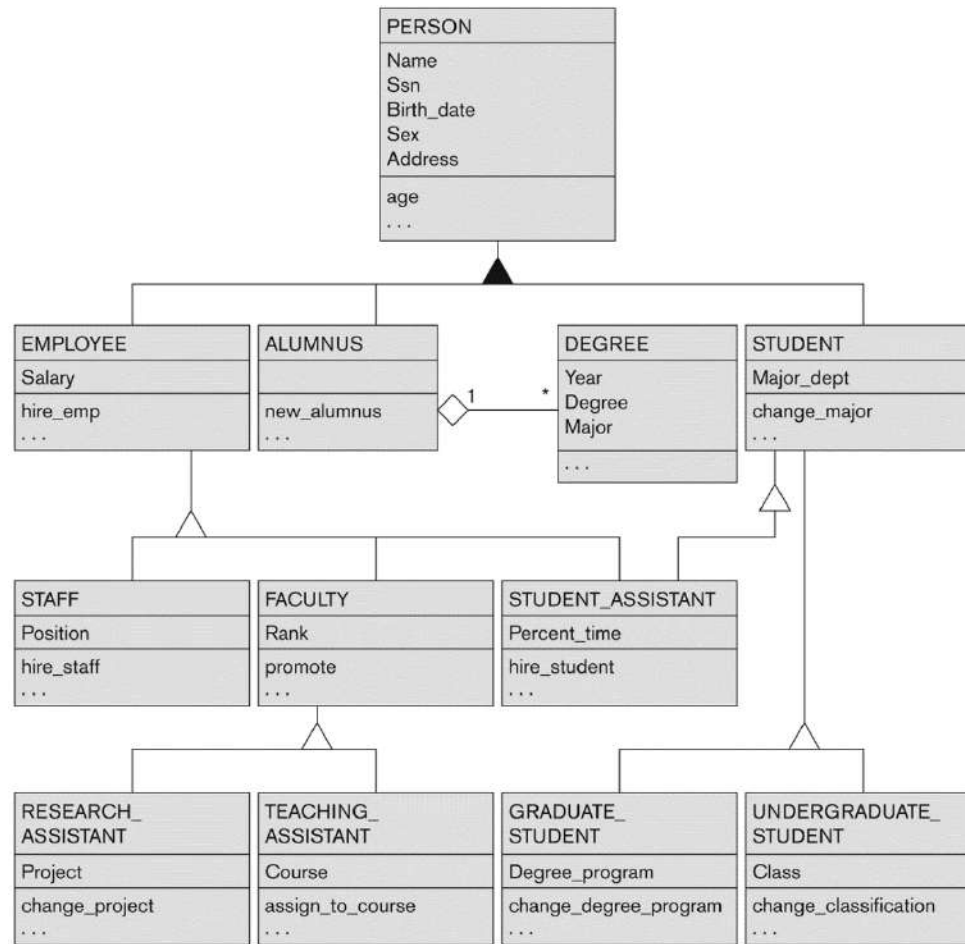 PERSON
Name
Ssn
Birth_date
Sex
Address
age
. . .
EMPLOYEE
Salary
hire_emp
. . .
ALUMNUS
new_alumnus
. . .
1
*
DEGREE
Year
Degree
Major
. . .
STUDENT
Major_dept
change_major
. . .
STAFF
Position
hire_staff
. . .
FACULTY
Rank
promote
. . .
STUDENT_ASSISTANT
Percent_time
hire_student
. . .
RESEARCH_
ASSISTANT
Project
change_project
. . .
TEACHING_
ASSISTANT
Course
assign_to_course
. . .
GRADUATE_
STUDENT
Degree_program
change_degree_program
. . .
UNDERGRADUATE_
STUDENT
Class
change_classification
. . .